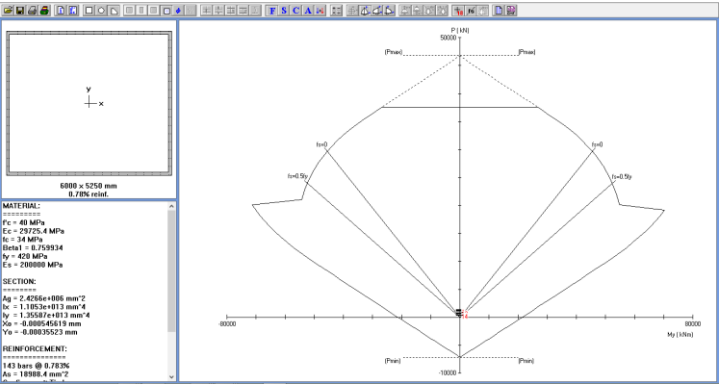 F S C A
y
x
6000 x 5250 mm
0.78% reinf.
MATERIAL:
=========
f'c = 40 MPa
Ec = 29725.4 MPa
fc = 34 MPa
Beta1 = 0.759934
fy = 420 MPa
Es = 200000 MPa
SECTION:
========
Ag = 2.4266e+006 mm^2
Ix = 1.1053e+013 mm^4
Iy = 1.35587e+013 mm^4
Xo = -0.000545619 mm
Yo = -0.00035523 mm
REINFORCEMENT:
==============
143 bars @ 0.783%
As = 18988.4 mm^2
P ( kN)
50000
(Pmax)
(Pmax)
fs=0
fs=0
fs=0.5fy
fs=0.5fy
-80000
80000
My ( kNm)
(Pmin)
(Pmin)
-10000